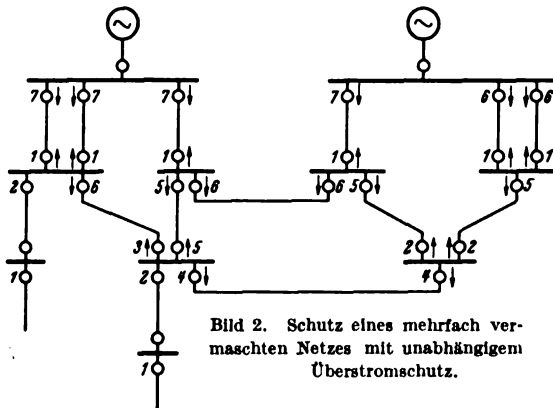 7 7 7 7 6 6
1 1 1 1 1 1
2 6 5 6 6 5 5
3 5 2 2
1 2 4 4
Bild 2. Schutz eines mehrfach ver-
maschten Netzes mit unabhängigem
Überstromschutz.
1